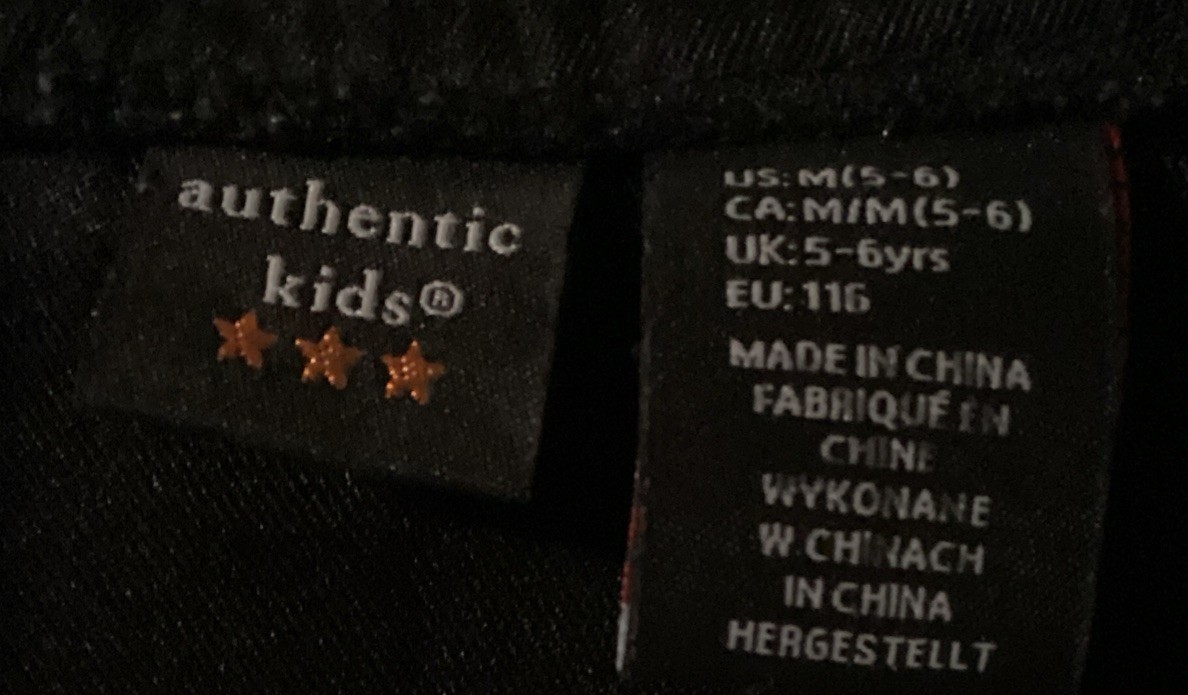 authentic
kids®
US: M(5-6)
CA: M/M(5-6)
UK: 5-6yrs
EU: 116
MADE IN CHINA
FABRIQUÉ EN
CHINE
WYKONANE
W CHINACH
IN CHINA
HERGESTELLT